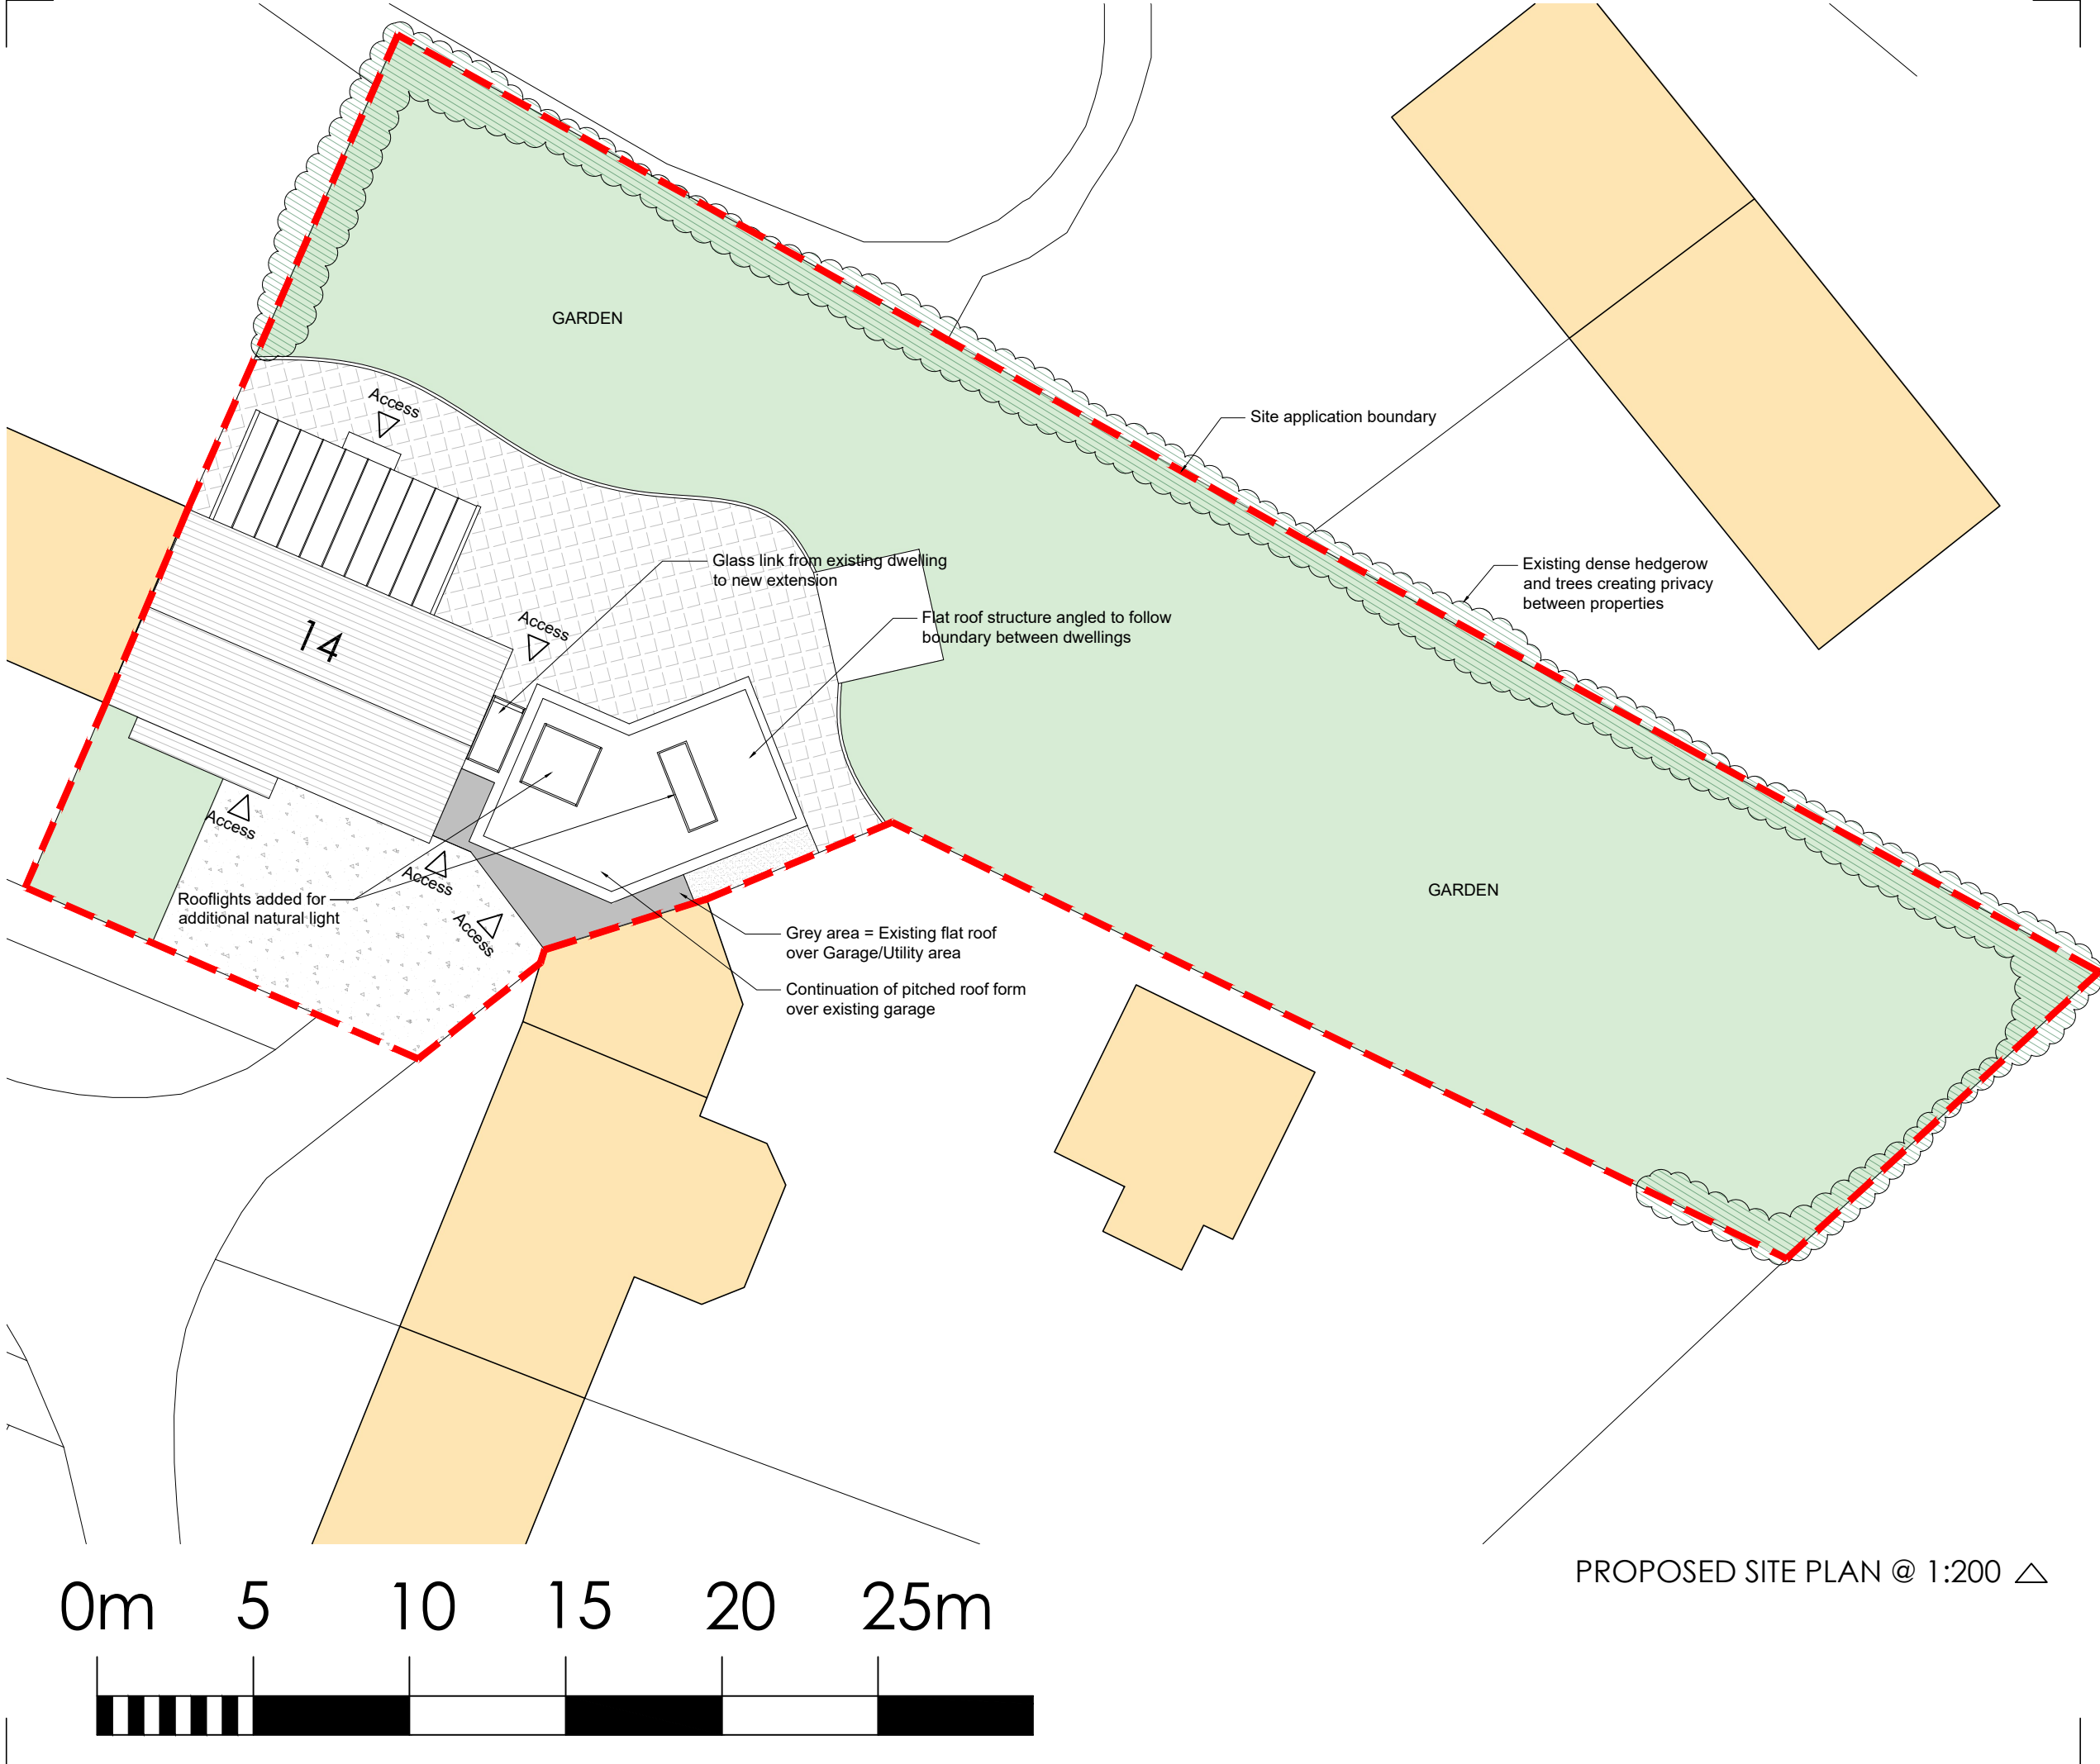 GARDEN
Access
Site application boundary
Glass link from existing dwelling
to new extension
Existing dense hedgerow
and trees creating privacy
between properties
Access
14
Flat roof structure angled to follow
boundary between dwellings
Access
Access
Rooflights added for
additional natural light
Access
GARDEN
Grey area = Existing flat roof
over Garage/Utility area
Continuation of pitched roof form
over existing garage
PROPOSED SITE PLAN @ 1:200
0m 5 10 15 20 25m